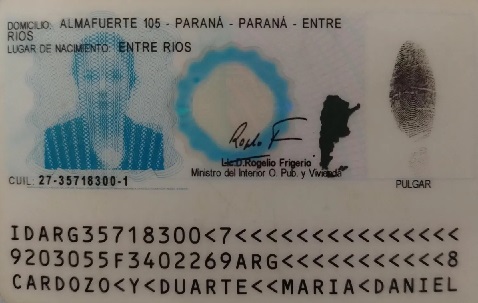 DOMICILIO: ALMAFUERTE 105 - PARANÁ - PARANÁ - ENTRE
RIOS
LUGAR DE NACIMIENTO: ENTRE RIOS
Lic.D.Rogelio Frigerio
Ministro del Interior O. Pub. y Vivienda
CUIL: 27-35718300-1
PULGAR
IDARG35718300<7<<<<<<<<<<<<<<<
9203055F3402269ARG<<<<<<<<<<<8
CARDOZO<Y<DUARTE<<MARIA<DANIEL